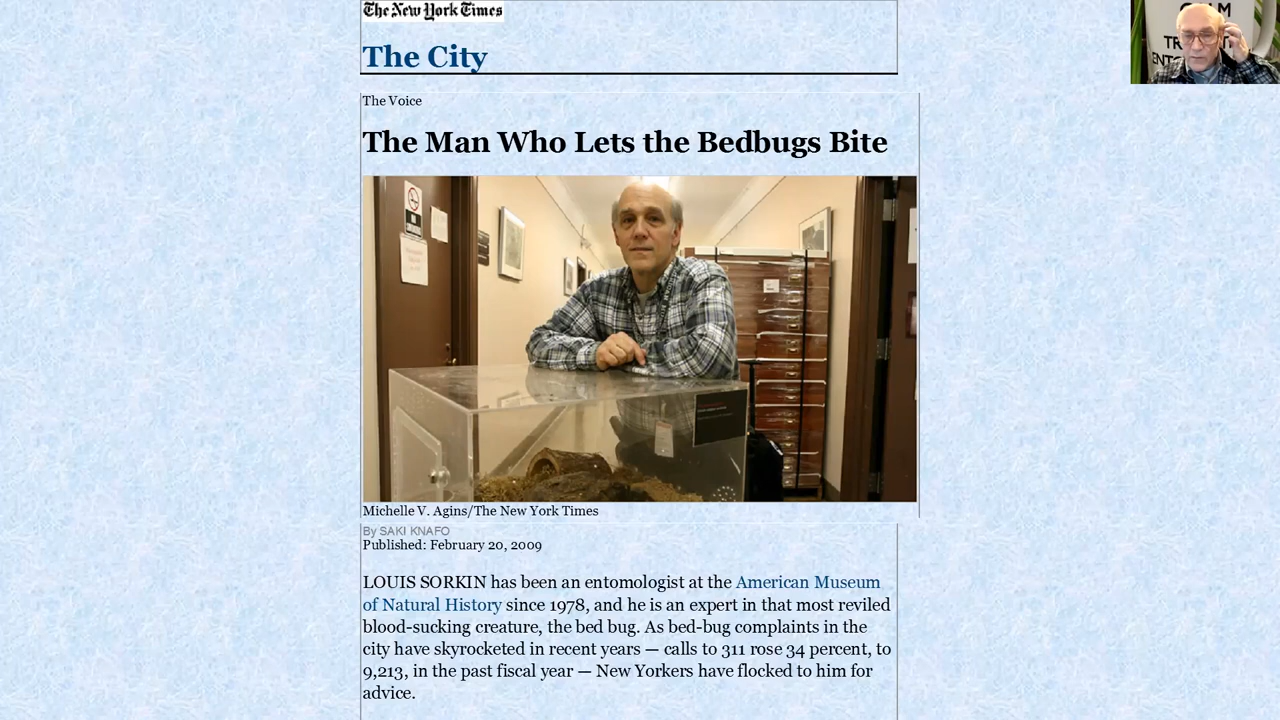 The New York Times
The City
The Voice
The Man Who Lets the Bedbugs Bite
Michelle V. Agins/The New York Times
By SAKI KNAFO
Published: February 20, 2009
LOUIS SORKIN has been an entomologist at the American Museum
of Natural History since 1978, and he is an expert in that most reviled
blood-sucking creature, the bed bug. As bed-bug complaints in the
city have skyrocketed in recent years — calls to 311 rose 34 percent, to
9,213, in the past fiscal year — New Yorkers have flocked to him for
advice.